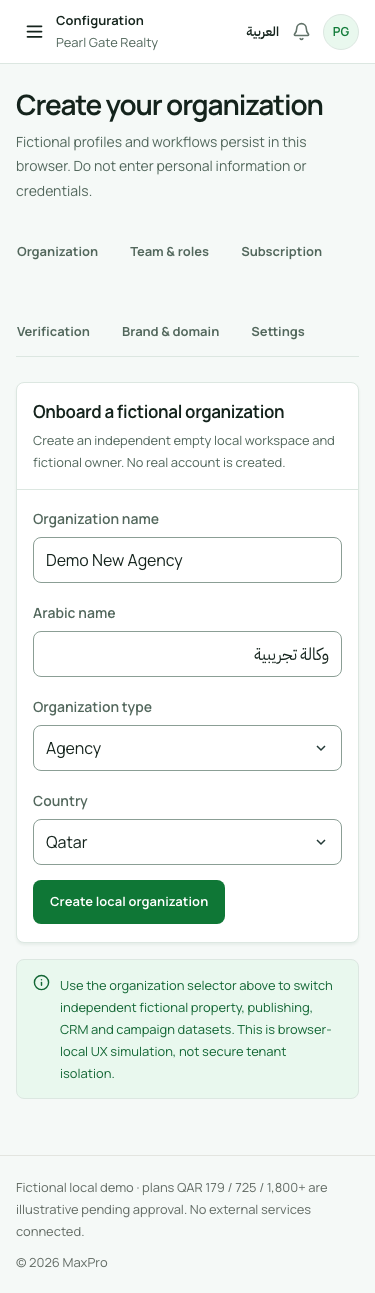 Configuration
Pearl Gate Realty
العربية
PG
Create your organization
Fictional profiles and workflows persist in this
browser. Do not enter personal information or
credentials.
Organization Team & roles Subscription
Verification Brand & domain Settings
Onboard a fictional organization
Create an independent empty local workspace and
fictional owner. No real account is created.
Organization name
Demo New Agency
Arabic name
وكالة تجريبية
Organization type
Agency
Country
Qatar
Create local organization
Use the organization selector above to switch
independent fictional property, publishing,
CRM and campaign datasets. This is browser-
local UX simulation, not secure tenant
isolation.
Fictional local demo · plans QAR 179 / 725 / 1,800+ are
illustrative pending approval. No external services
connected.
© 2026 MaxPro